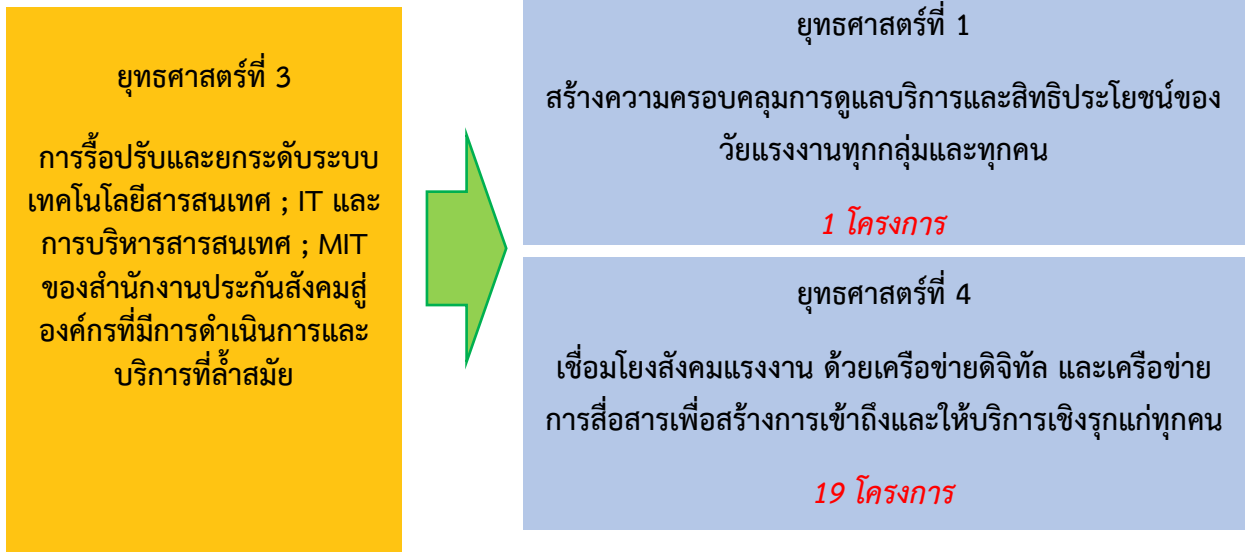 ยุทธศาสตร์ที่ 3
การรื้อปรับและยกระดับระบบ
เทคโนโลยีสารสนเทศ ; IT และ
การบริหารสารสนเทศ ; MIT
ของสำนักงานประกันสังคมสู่
องค์กรที่มีการดำเนินการและ
บริการที่ล้ำสมัย
ยุทธศาสตร์ที่ 1
สร้างความครอบคลุมการดูแลบริการและสิทธิประโยชน์ของ
วัยแรงงานทุกกลุ่มและทุกคน
1 โครงการ
ยุทธศาสตร์ที่ 4
เชื่อมโยงสังคมแรงงาน ด้วยเครือข่ายดิจิทัล และเครือข่าย
การสื่อสารเพื่อสร้างการเข้าถึงและให้บริการเชิงรุกแก่ทุกคน
19 โครงการ